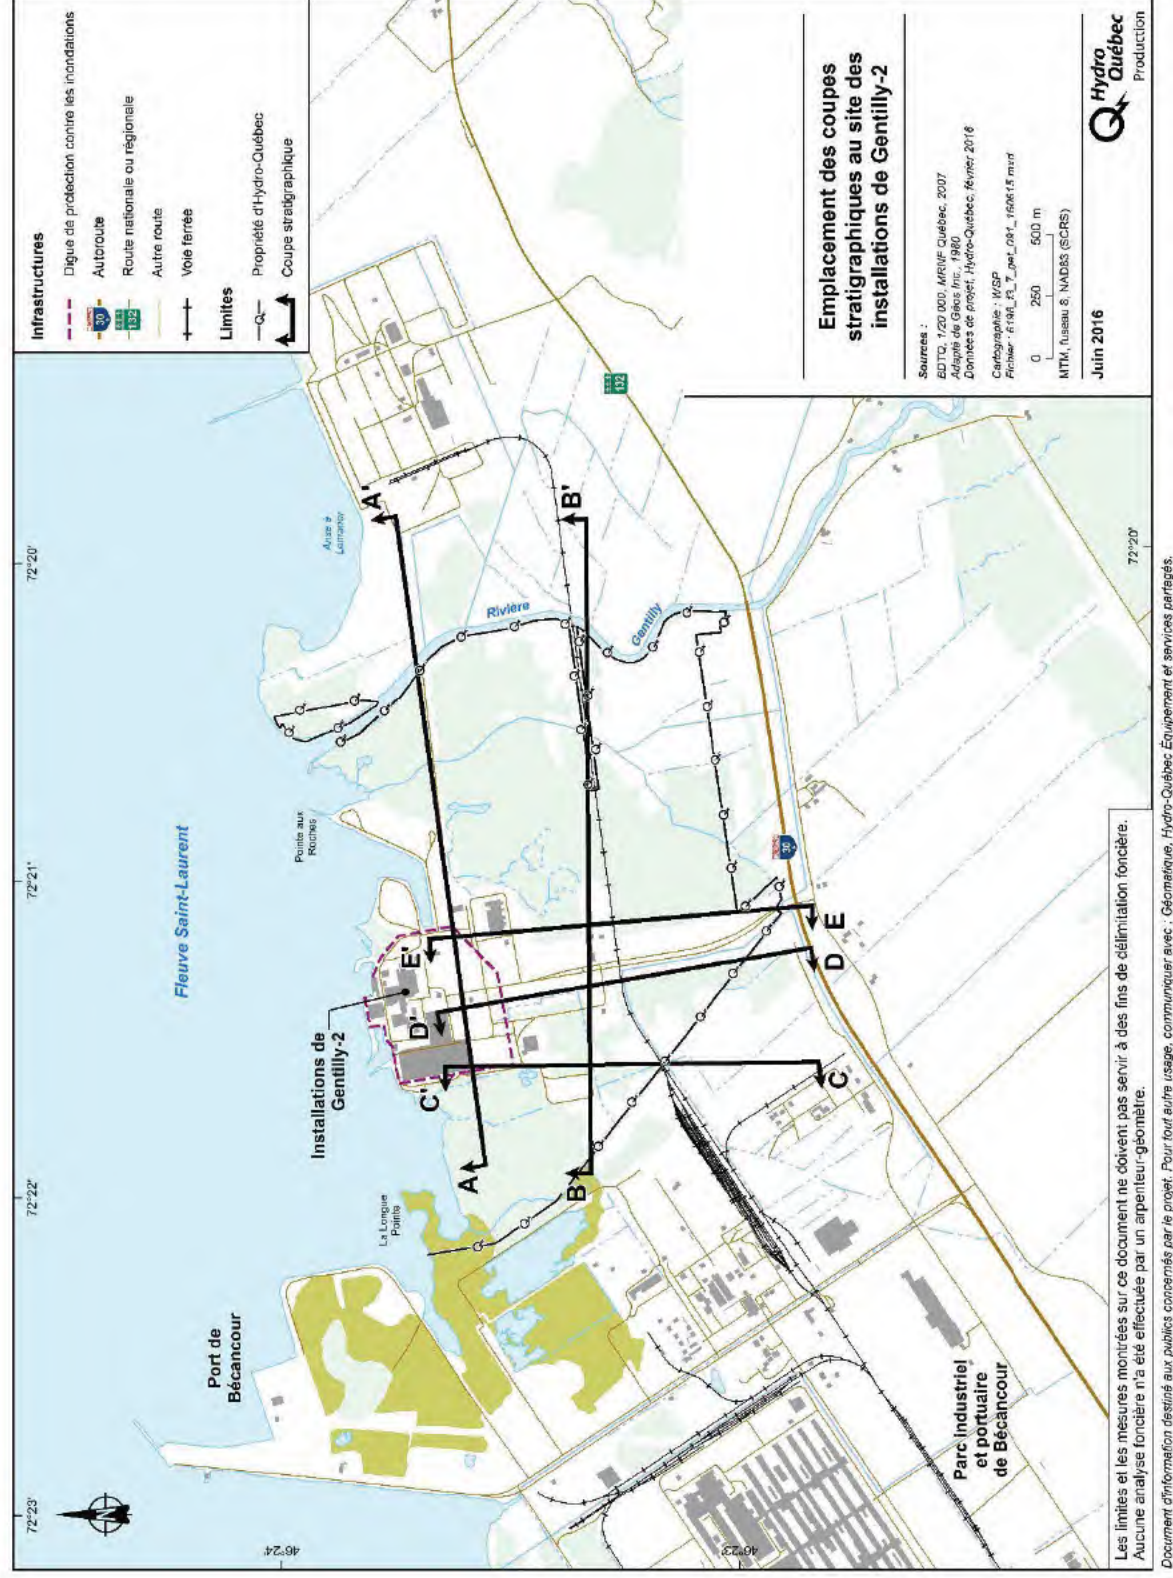 Infrastructures
Digue de protection contre les inondations
30
Autoroute
132
Route nationale ou régionale
Autre route
Voie ferrée
Limites
Q
Propriété d'Hydro-Québec
Coupe stratigraphique
72°23'
72°22'
72°21'
72°20'
46°24'
46°23'
72°20'
Fleuve Saint-Laurent
Port de
Bécancour
La Longue
Pointe
Installations de
Gentilly-2
Pointe aux
Roches
Anse à
Lemarier
Rivière
Gentilly
A
A'
B
B'
C'
C
D'
D
E'
E
30
132
Parc industriel
et portuaire
de Bécancour
Emplacement des coupes
stratigraphiques au site des
installations de Gentilly-2
Sources :
BDTQ, 1/20 000, MRNF Québec, 2007
Adapté de Géos Inc., 1980
Données de projet, Hydro-Québec, février 2016
Cartographie : WSP
0 250 500 m
MTM, fuseau 8, NAD83 (SCRS)
Juin 2016
Hydro
Québec
Production
Les limites et les mesures montrées sur ce document ne doivent pas servir à des fins de délimitation foncière.
Aucune analyse foncière n'a été effectuée par un arpenteur-géomètre.
Document d'information destiné aux publics concernés par le projet. Pour tout autre usage, communiquer avec : Géomatique, Hydro-Québec Équipement et services partagés.